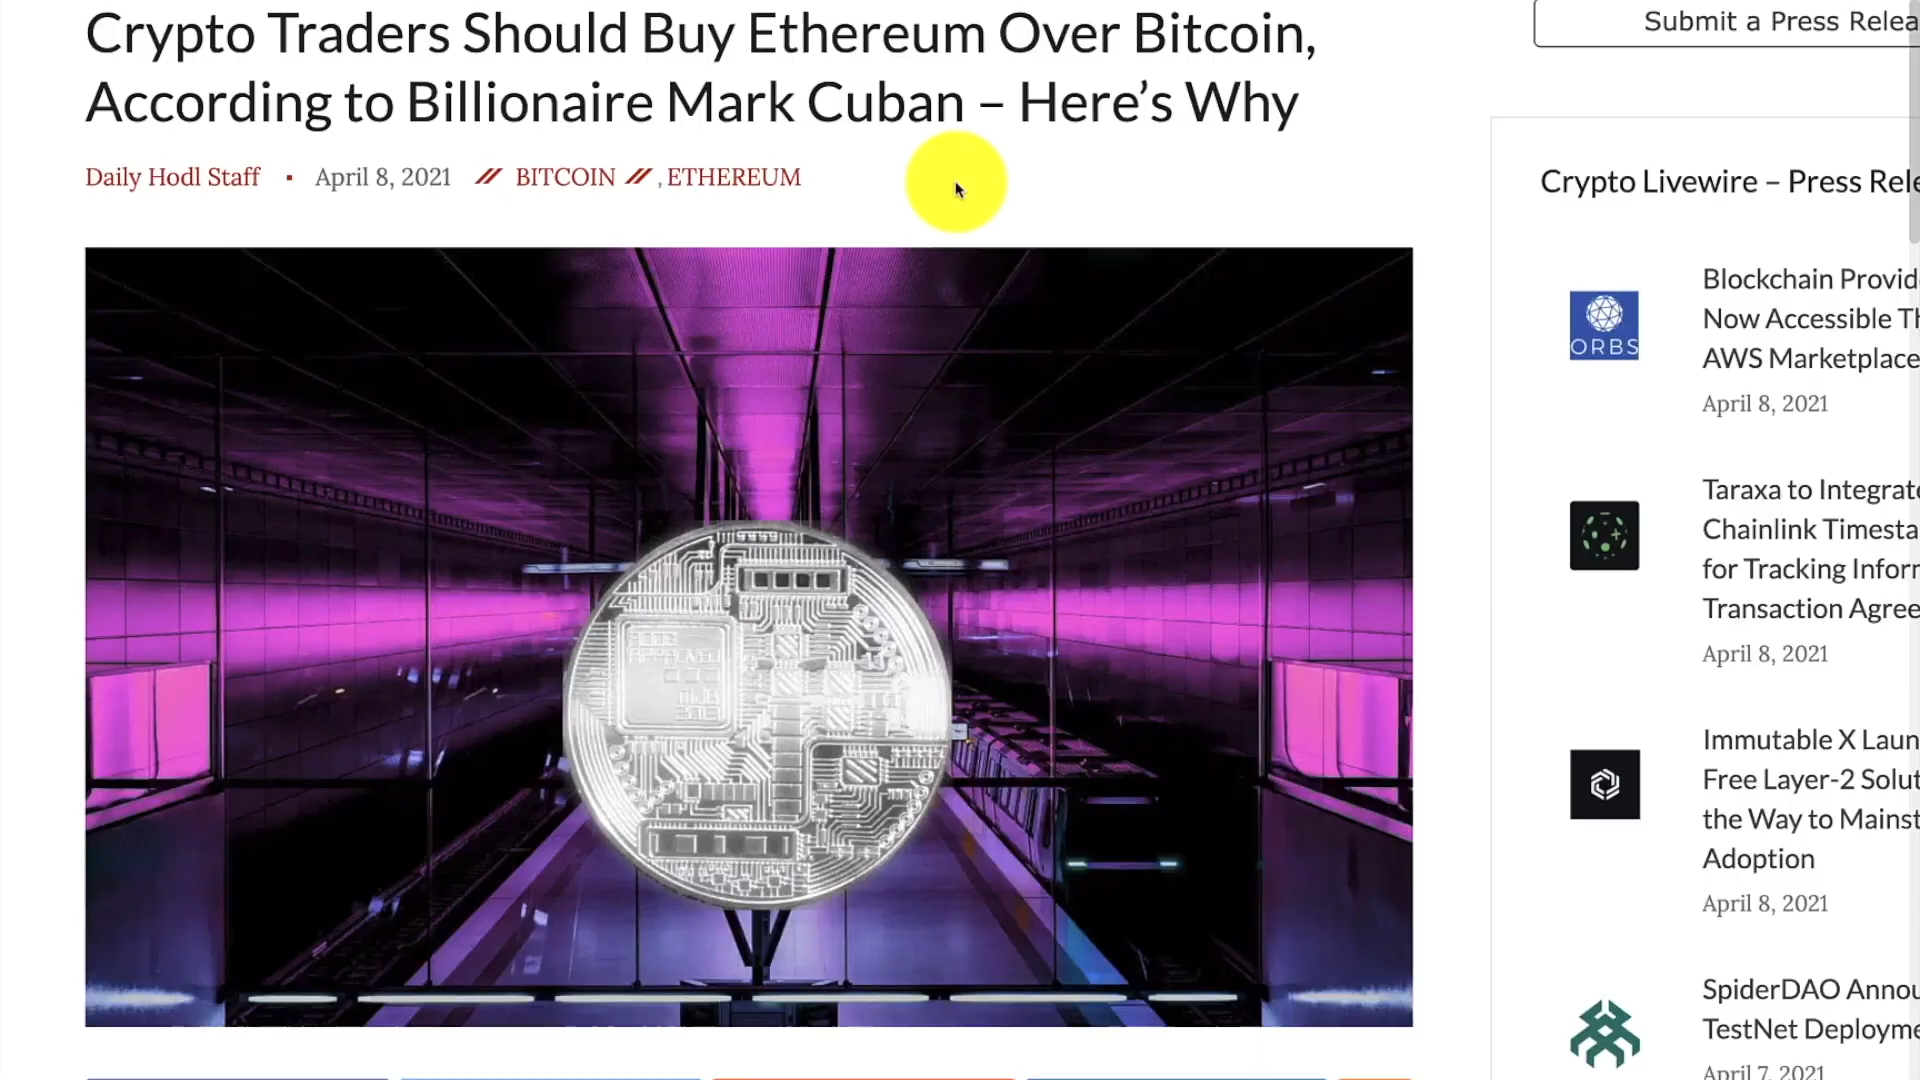 Crypto Traders Should Buy Ethereum Over Bitcoin,
According to Billionaire Mark Cuban – Here's Why
Daily Hodl Staff ▪ April 8, 2021 // BITCOIN // , ETHEREUM
Submit a Press Relea
Crypto Livewire – Press Rele
ORBS
Blockchain Provid
Now Accessible Th
AWS Marketplace
April 8, 2021
Taraxa to Integrate
Chainlink Timesta
for Tracking Inform
Transaction Agree
April 8, 2021
Immutable X Laun
Free Layer-2 Solut
the Way to Mainst
Adoption
April 8, 2021
SpiderDAO Annou
TestNet Deployme
April 7, 2021